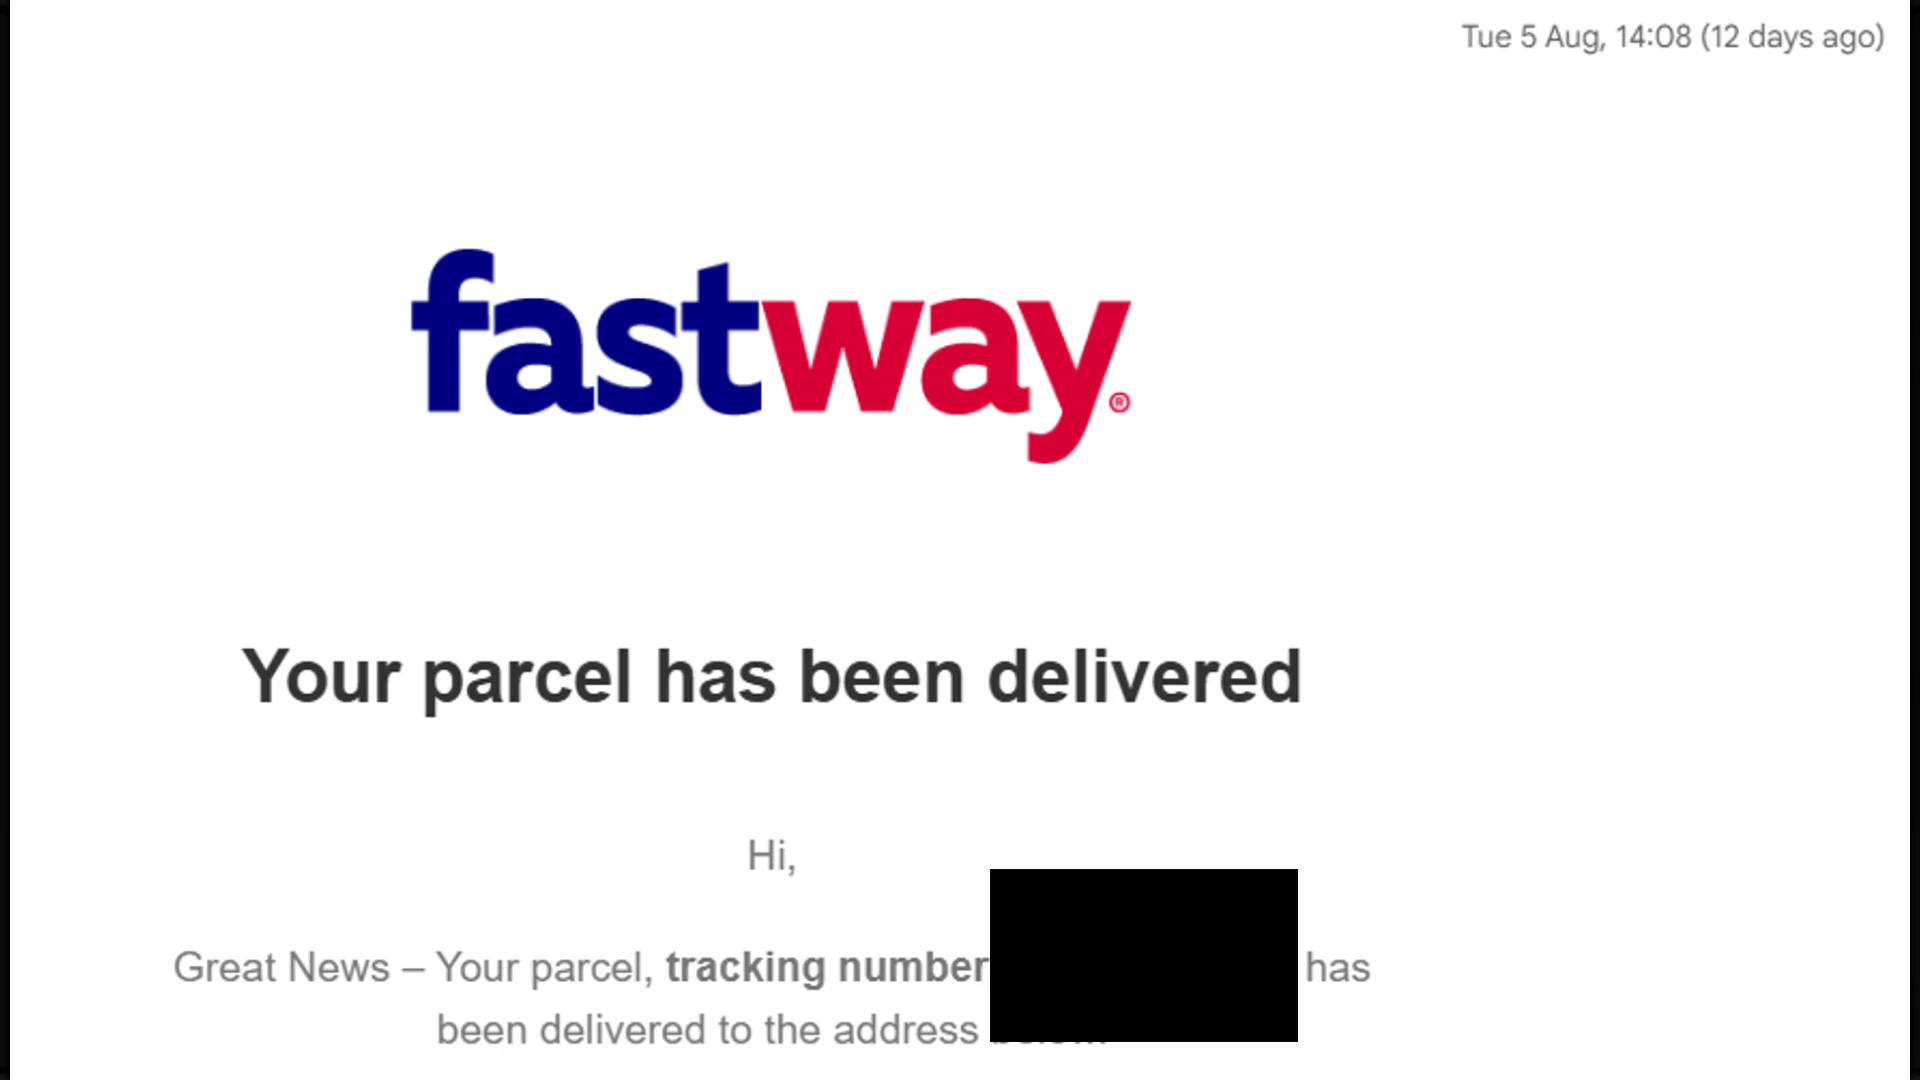 Tue 5 Aug, 14:08 (12 days ago)
fastway®
Your parcel has been delivered
Hi,
Great News – Your parcel, tracking number has
been delivered to the address